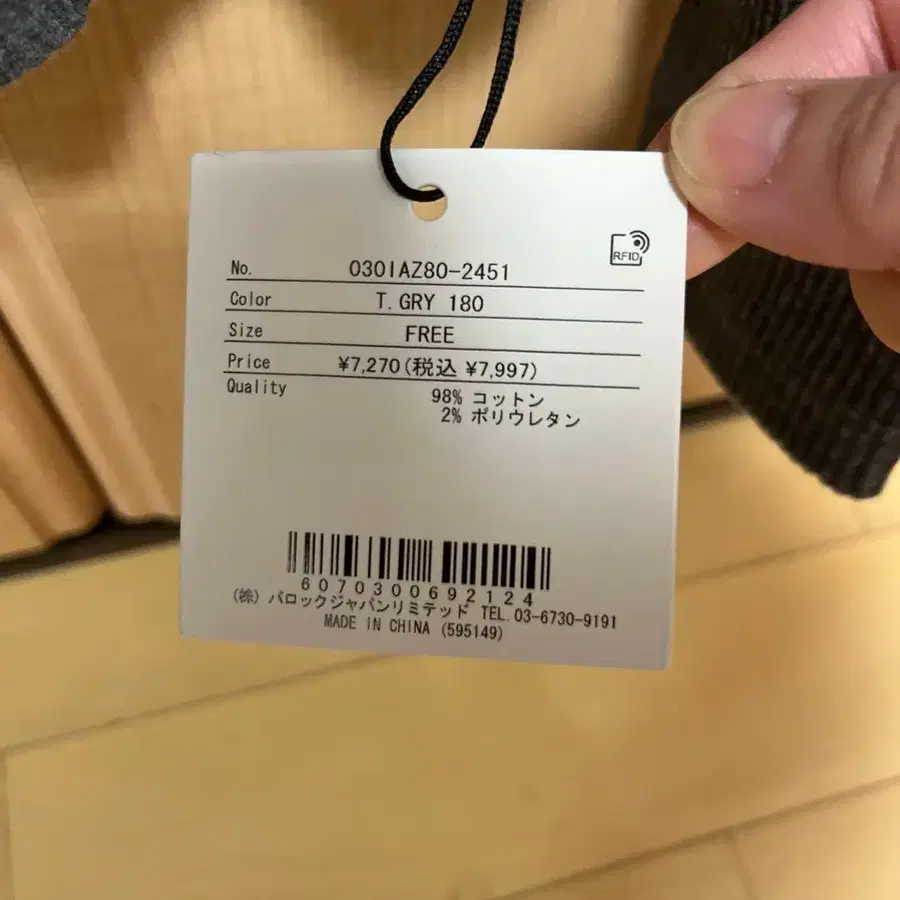 RFID
No. 030IAZ80-2451
Color T.GRY 180
Size FREE
Price ¥7,270(税込 ¥7,997)
Quality 98% コットン
2% ポリウレタン
6070300692124
(株) バロックジャパンリミテッド TEL.03-6730-9191
MADE IN CHINA (595149)